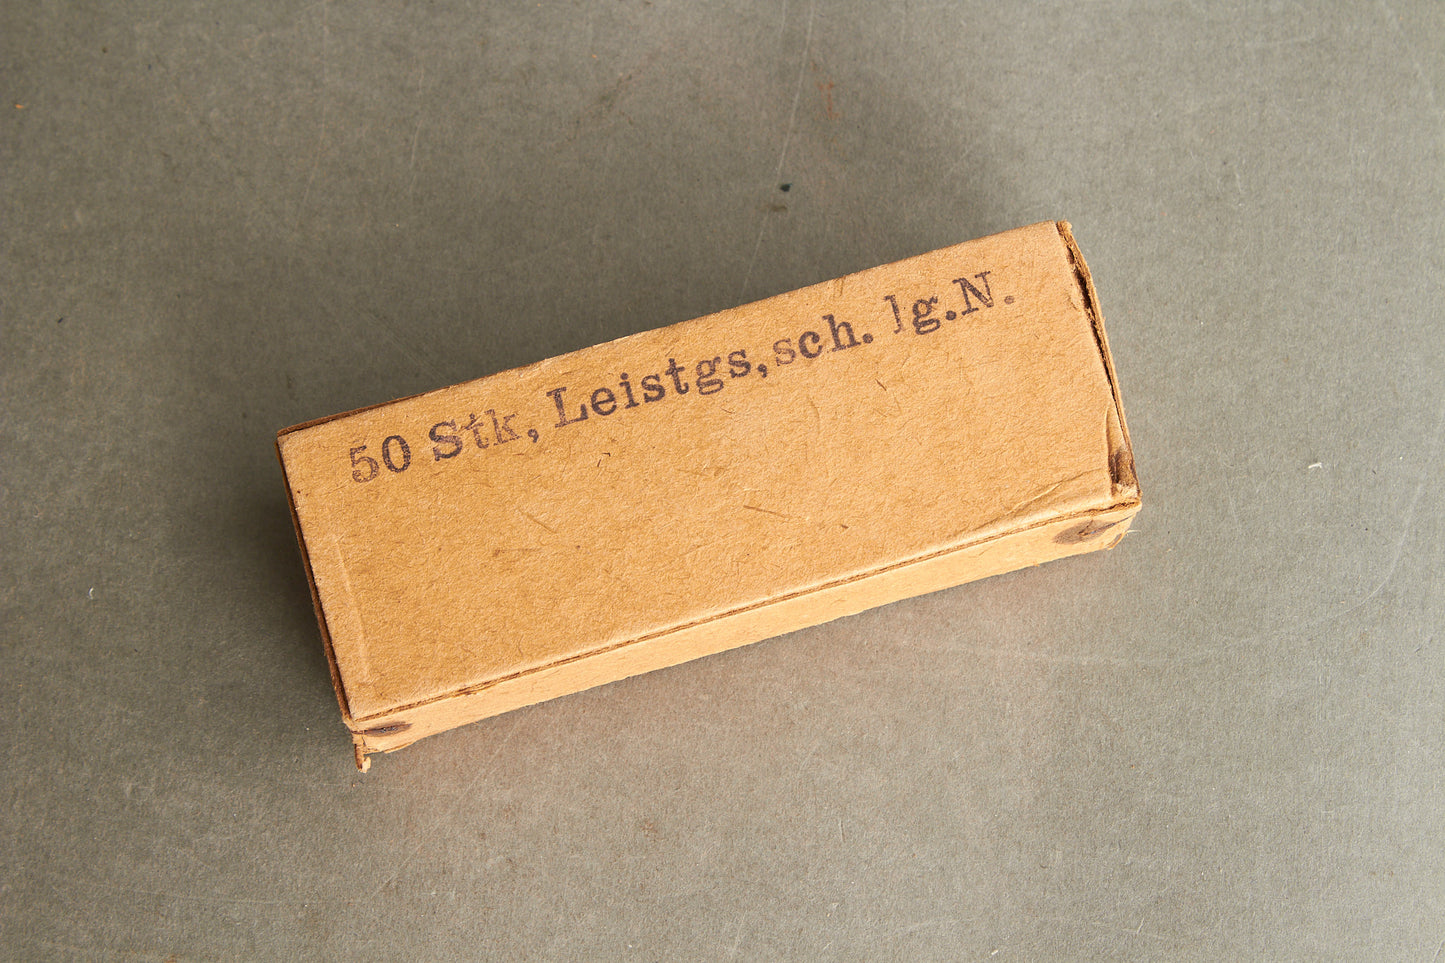 50 Stk, Leistgs,sch. lg.N.